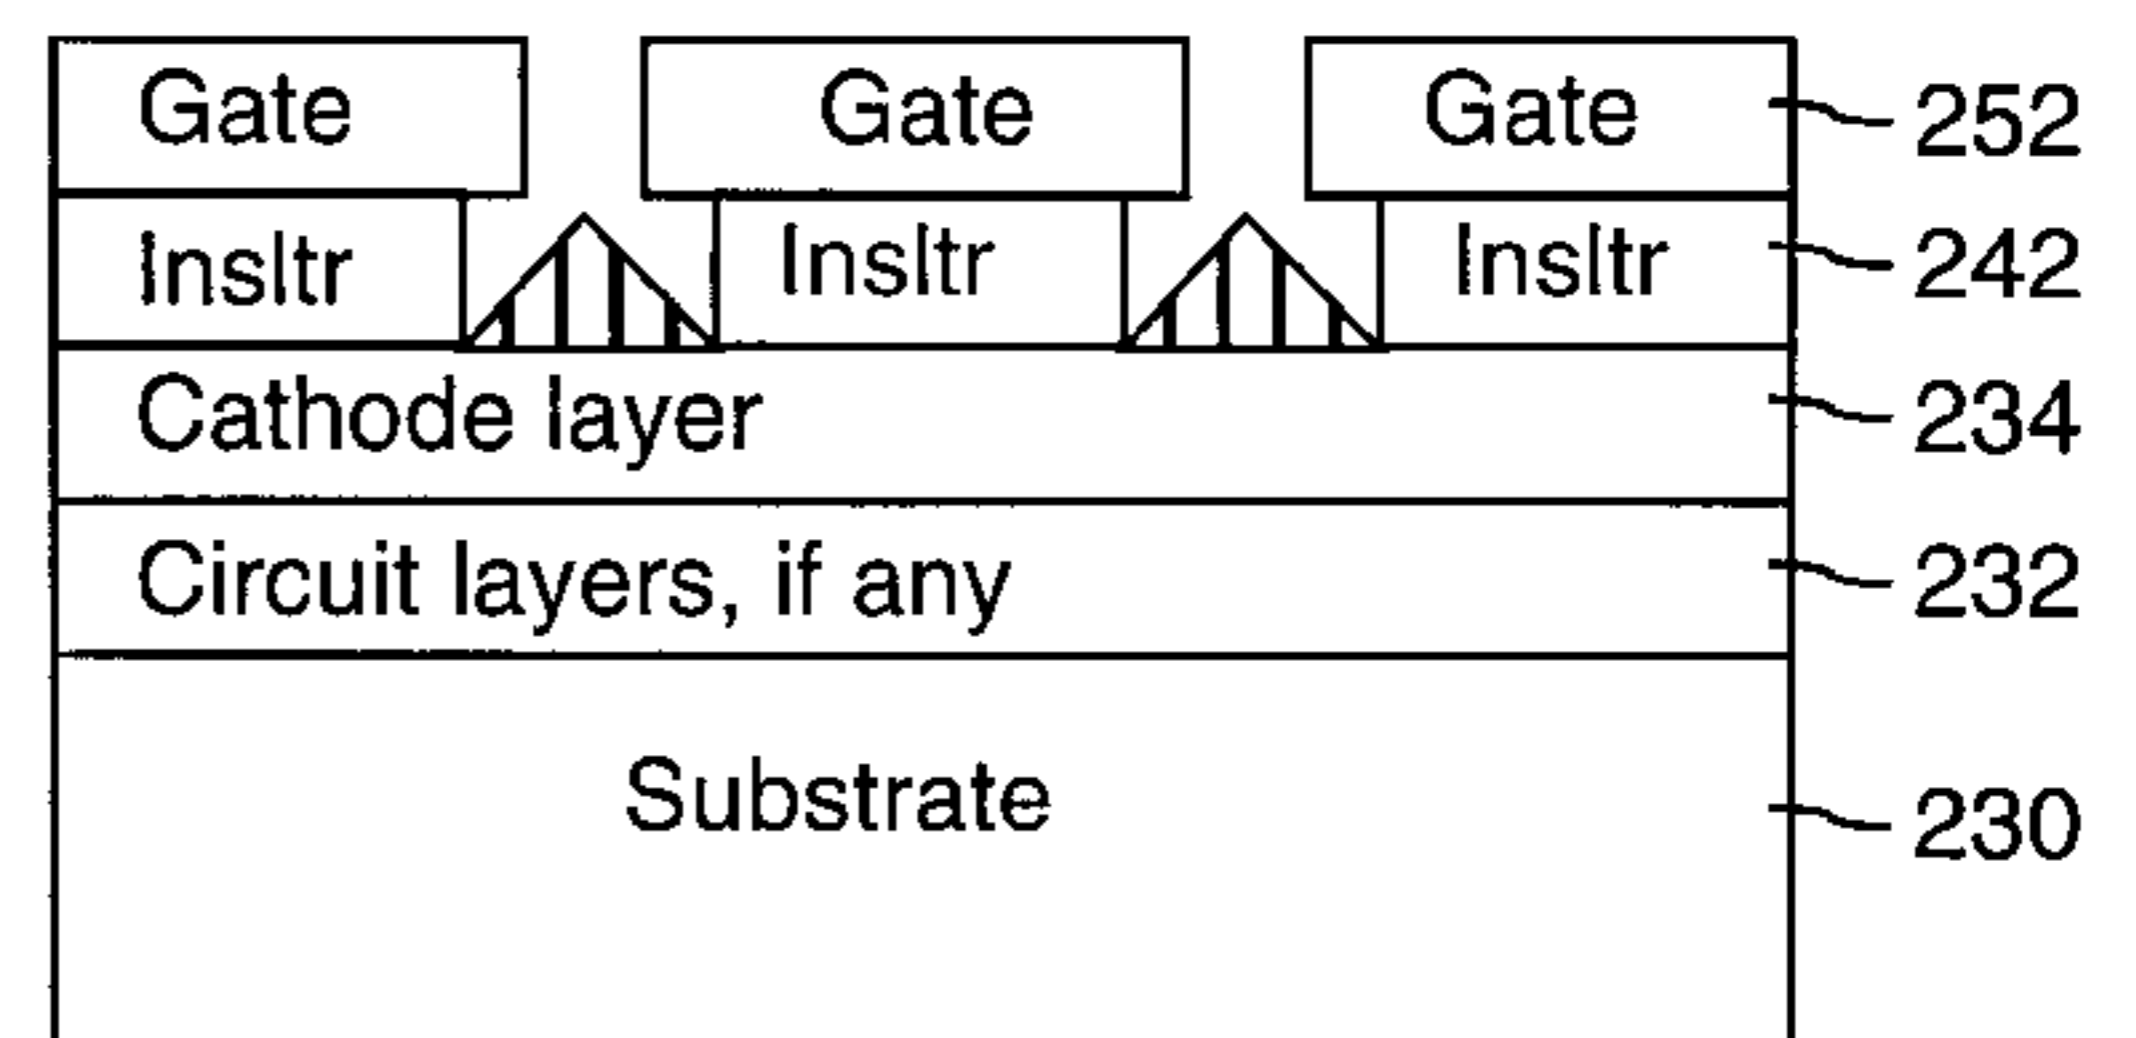 Gate Gate Gate 252
Insltr Insltr Insltr 242
Cathode layer 234
Circuit layers, if any 232
Substrate 230